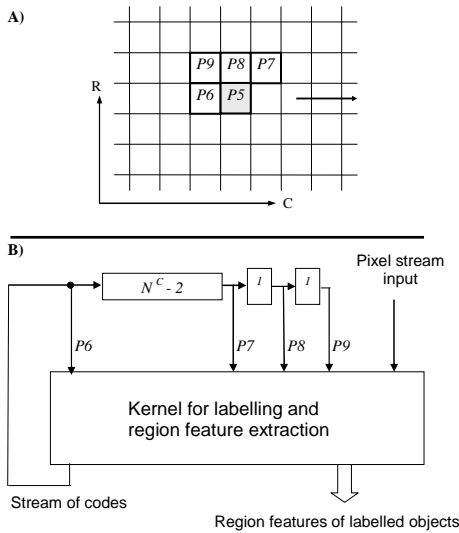 A)
P9 P8 P7
R
P6 P5
C
B)
Pixel stream
input
N^C - 2
1 1
P6 P7 P8 P9
Kernel for labelling and
region feature extraction
Stream of codes
Region features of labelled objects